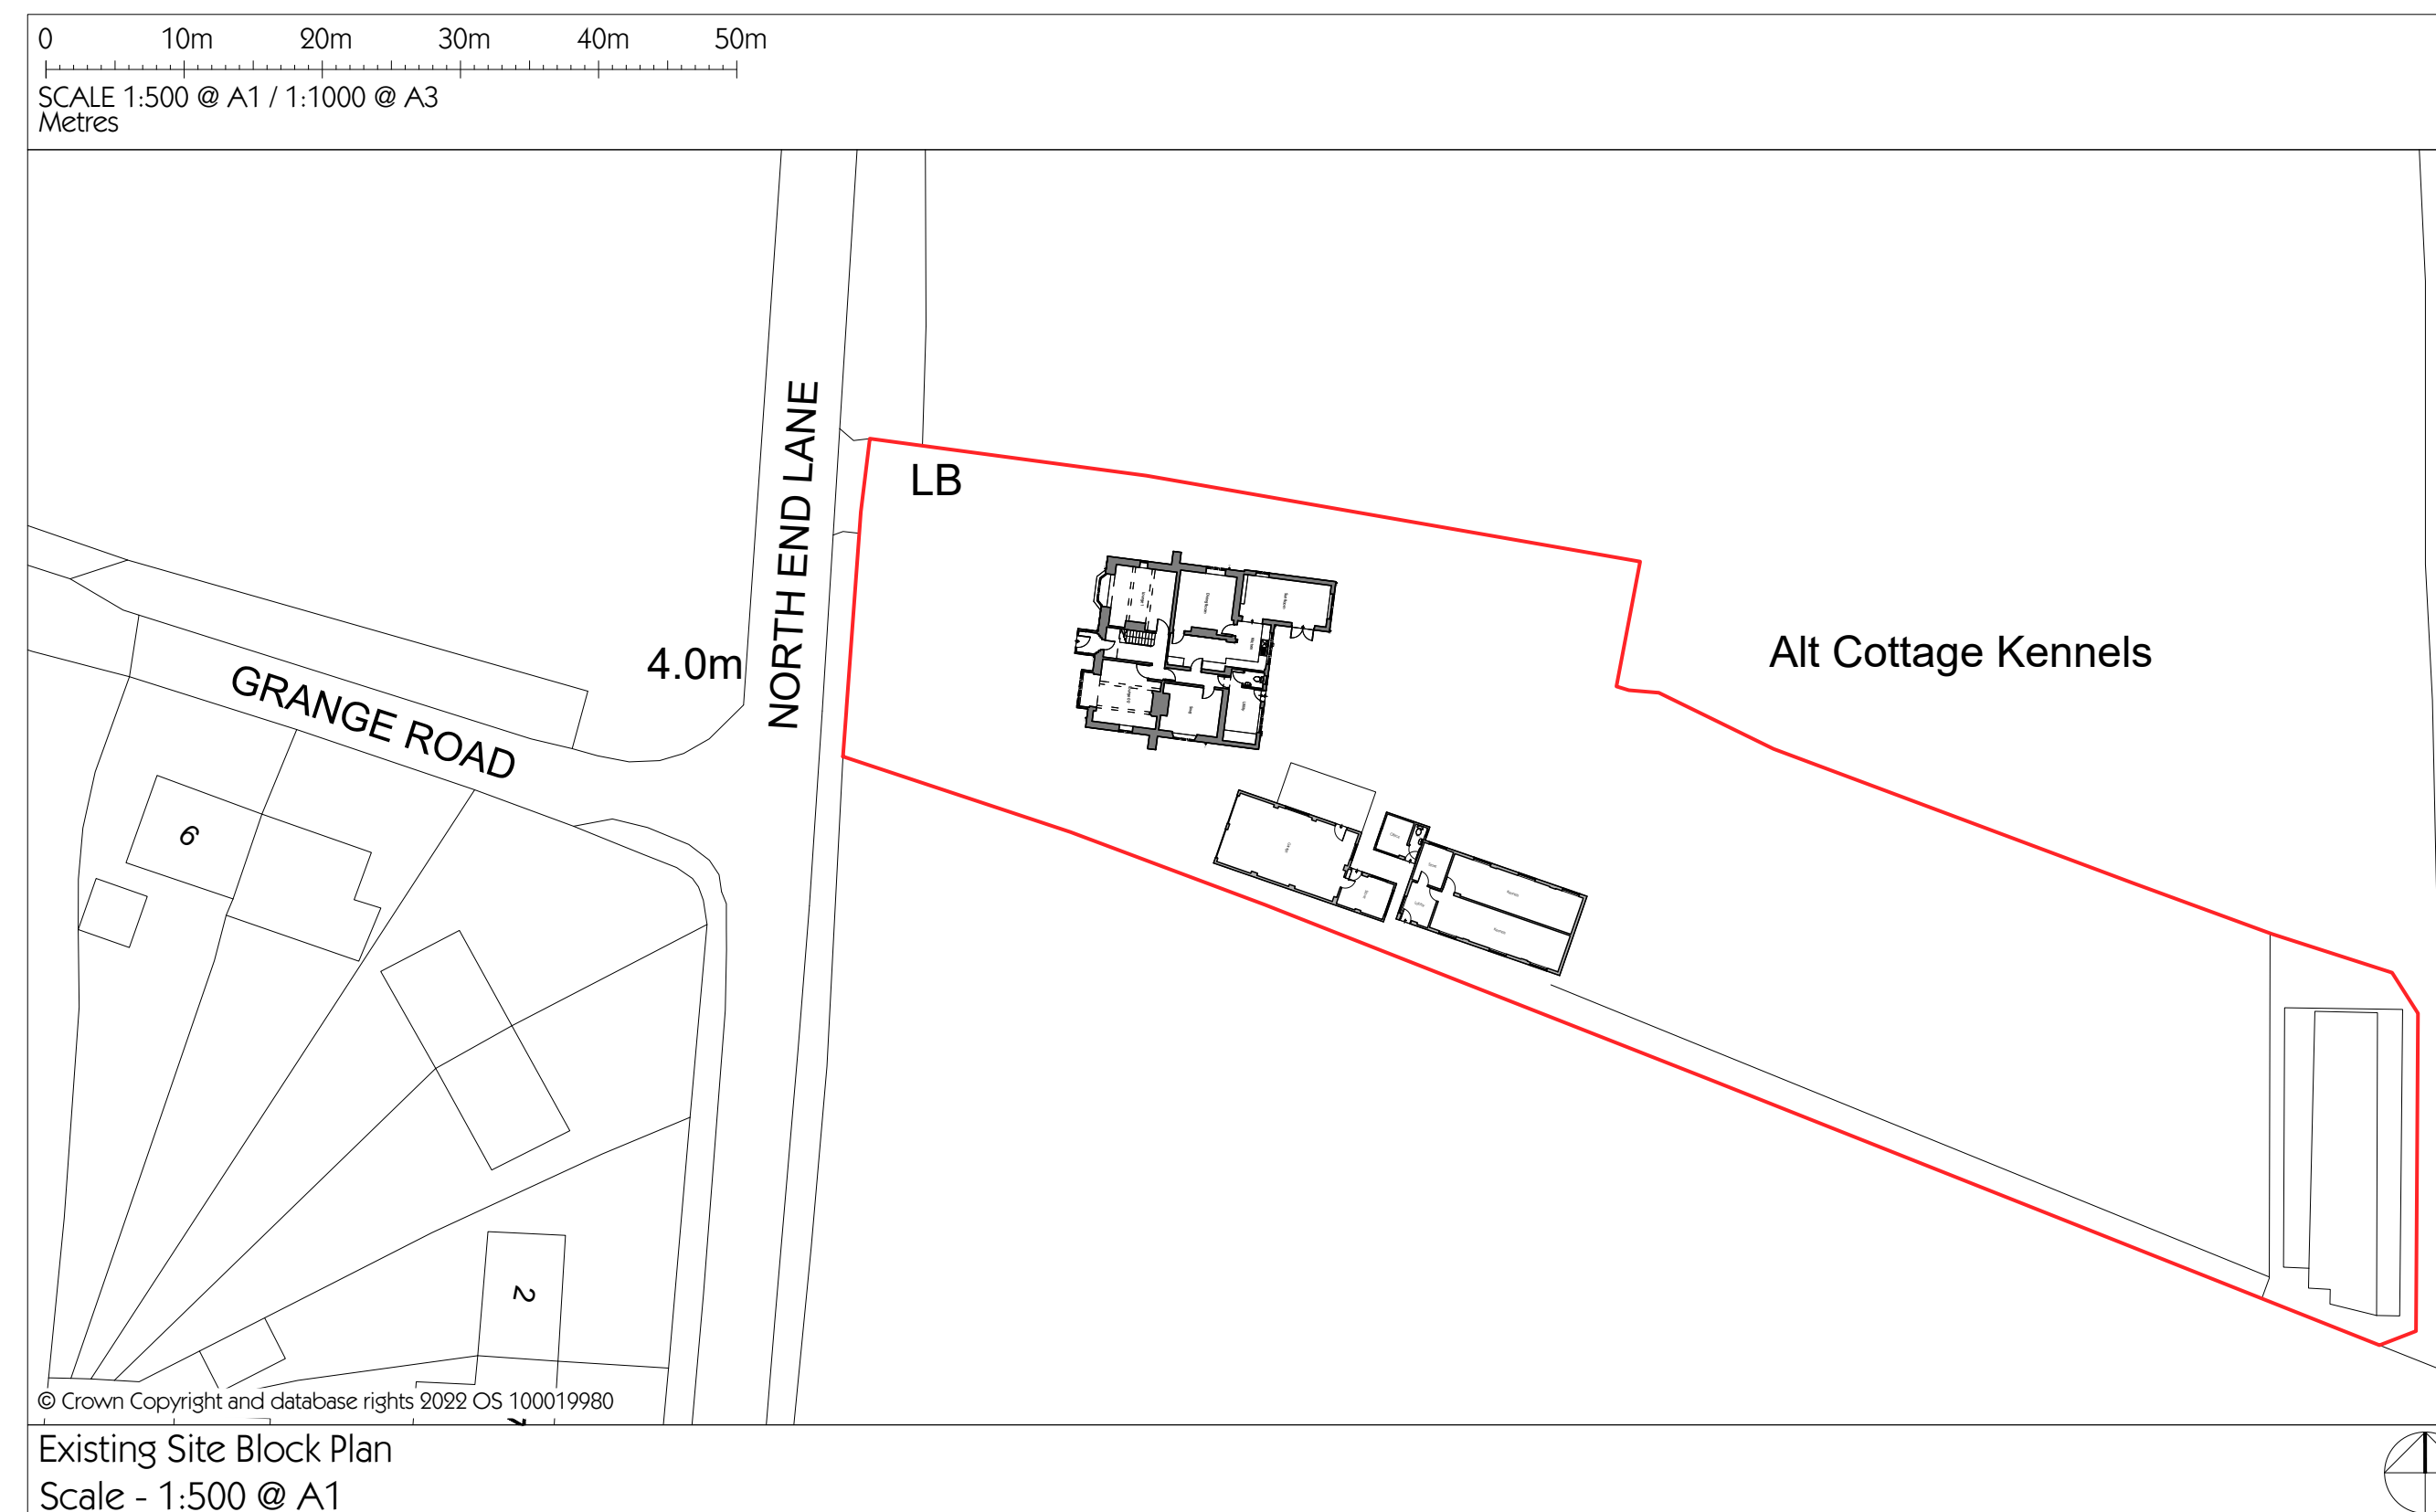 0 10m 20m 30m 40m 50m
SCALE 1:500 @ A1 / 1:1000 @ A3
Metres
NORTH END LANE
LB
4.0m
Alt Cottage Kennels
GRANGE ROAD
6
2
© Crown Copyright and database rights 2022 OS 100019980
Existing Site Block Plan
Scale - 1:500 @ A1